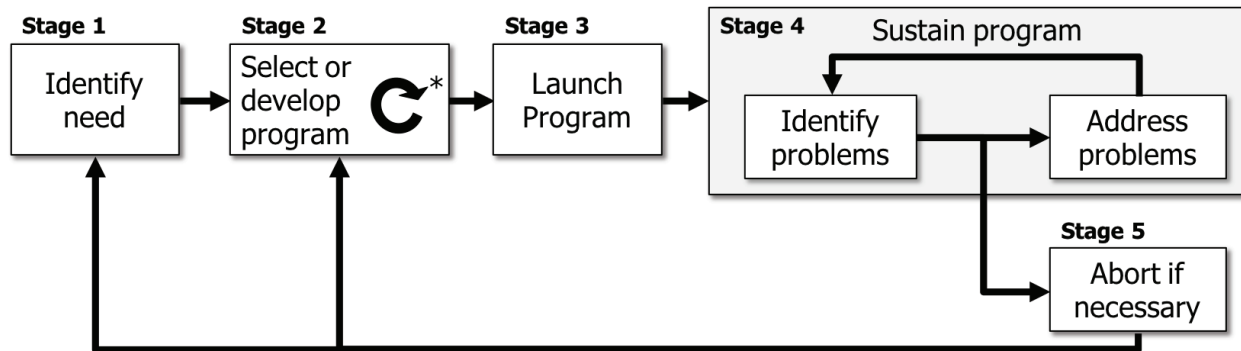 Stage 1
Identify
need
Stage 2
Select or
develop
program
*
Stage 3
Launch
Program
Stage 4
Sustain program
Identify
problems
Address
problems
Stage 5
Abort if
necessary